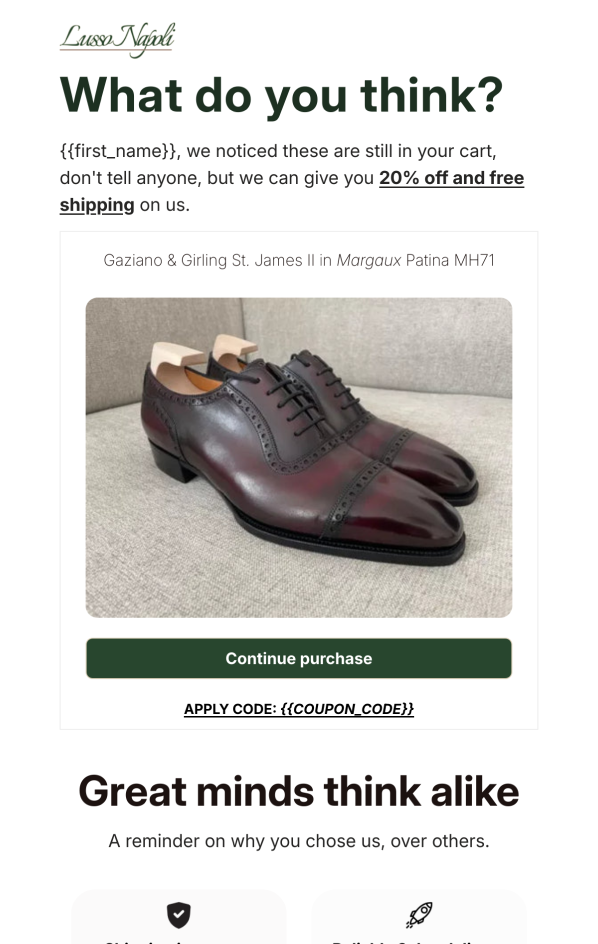 Lusso Napoli
What do you think?
{{first_name}}, we noticed these are still in your cart,
don't tell anyone, but we can give you 20% off and free
shipping on us.
Gaziano & Girling St. James II in Margaux Patina MH71
Continue purchase
APPLY CODE: {{COUPON_CODE}}
Great minds think alike
A reminder on why you chose us, over others.